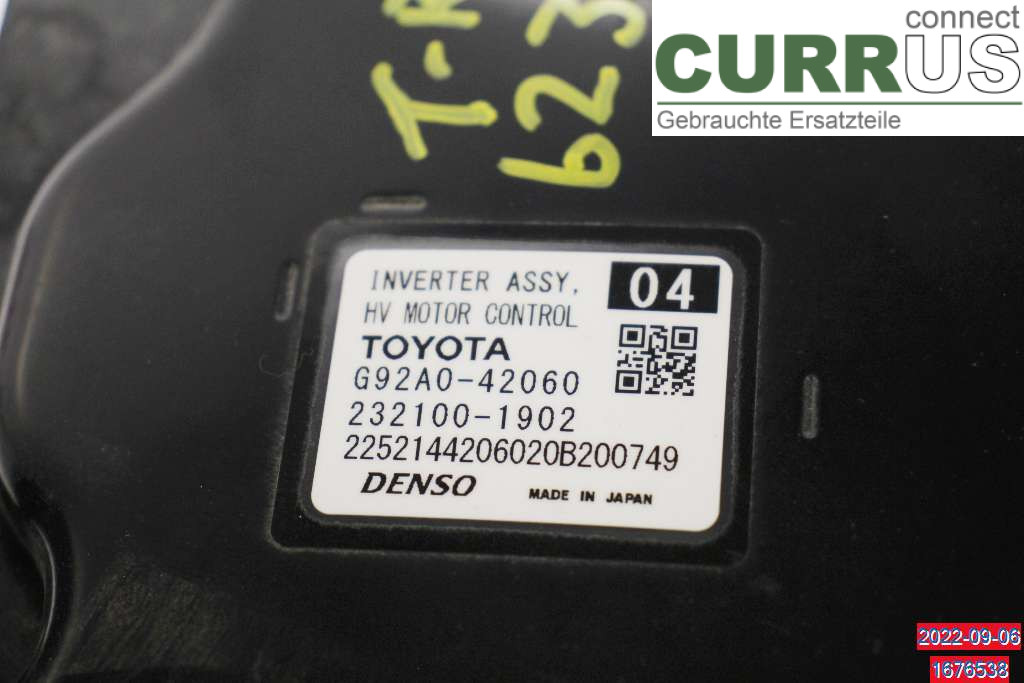 connect
CURRUS
Gebrauchte Ersatzteile
T-R
623
INVERTER ASSY,
HV MOTOR CONTROL
04
TOYOTA
G92A0-42060
232100-1902
2252144206020B200749
DENSO
MADE IN JAPAN
2022-09-06
1676538